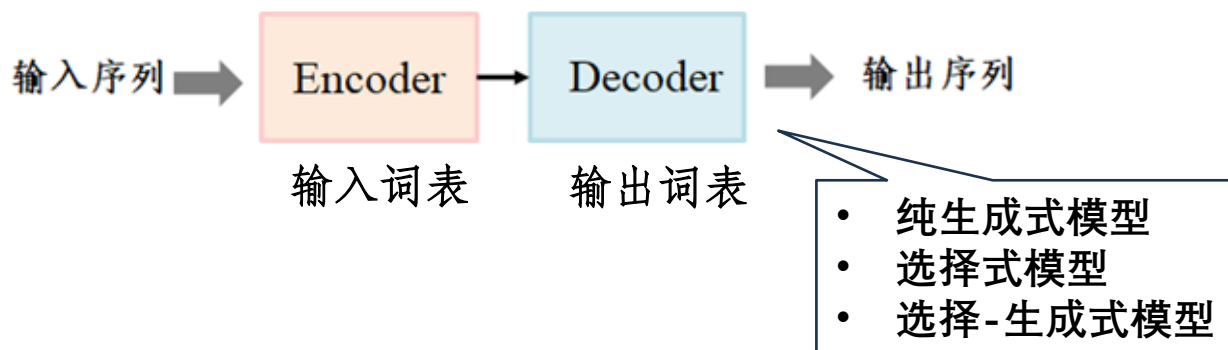 输入序列
Encoder
Decoder
输出序列
输入词表
输出词表
• 纯生成式模型
• 选择式模型
• 选择-生成式模型